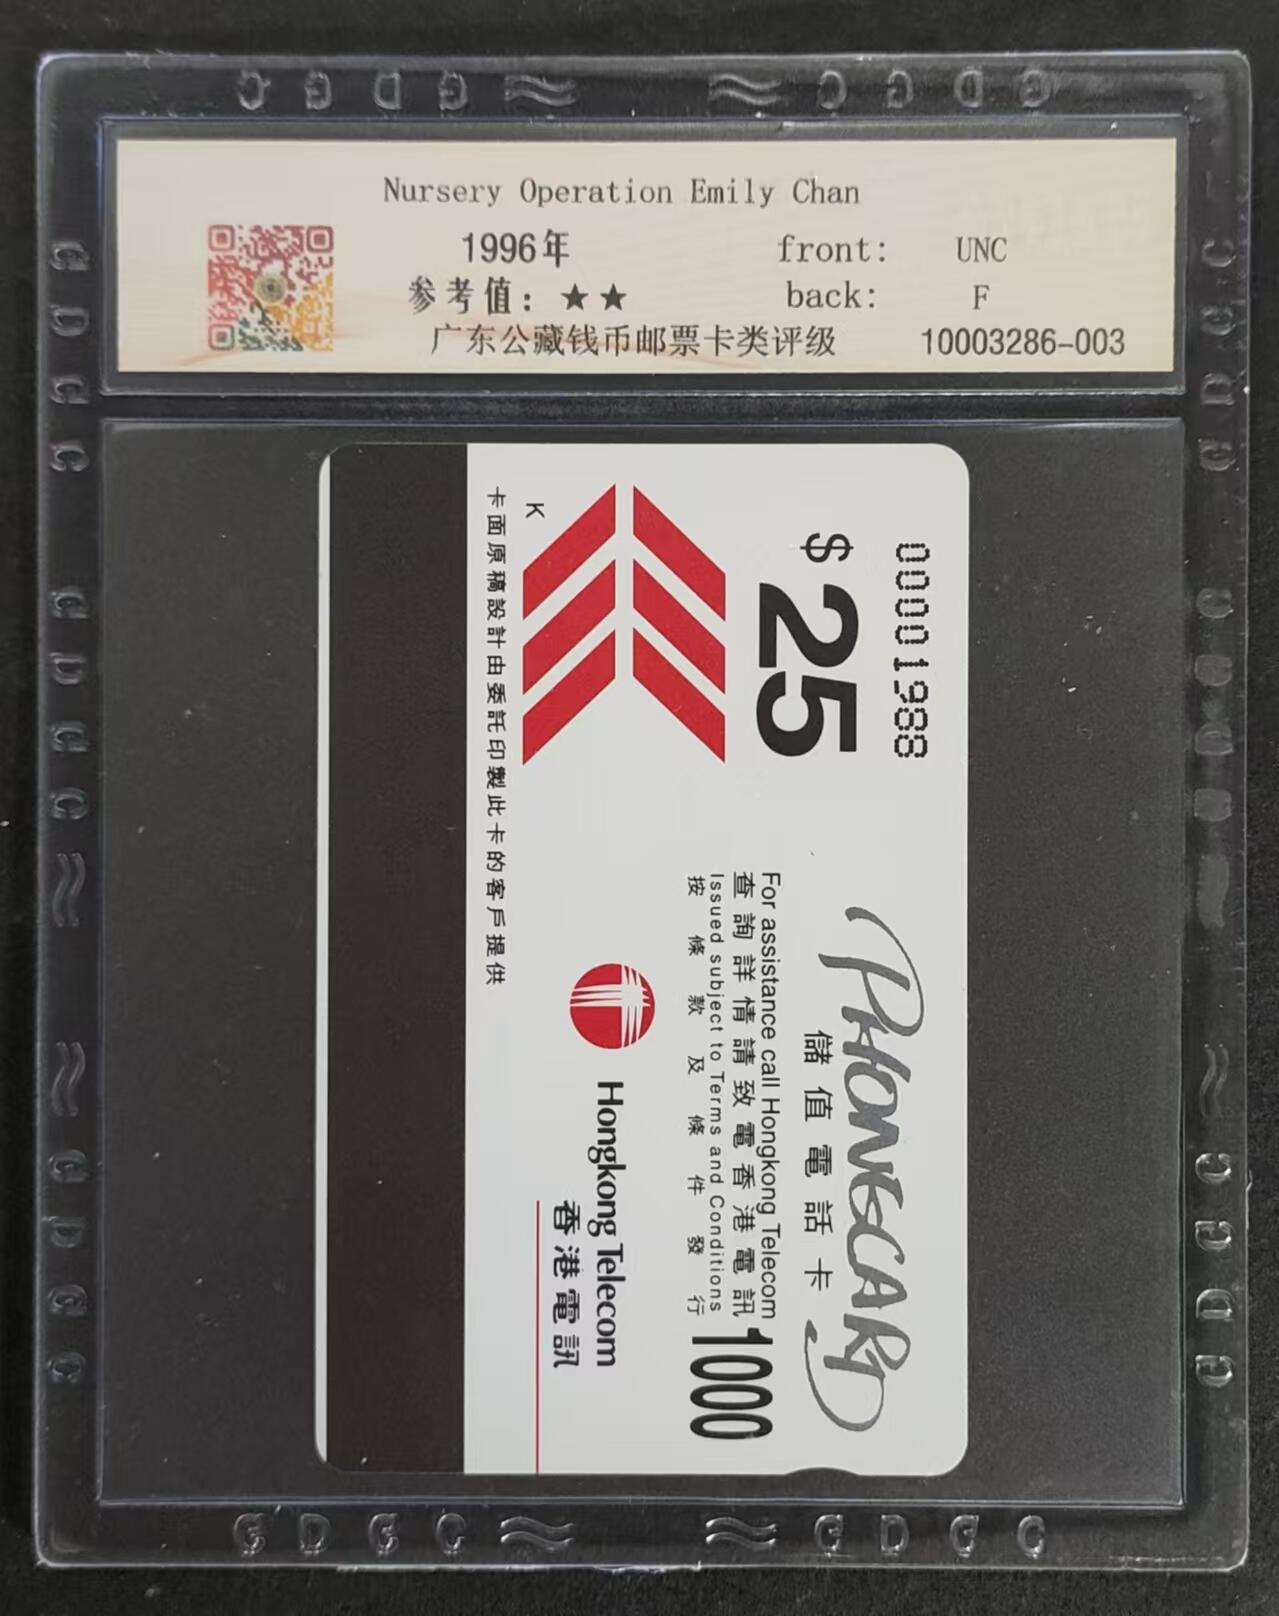 GDGC GDGC
Nursery Operation Emily Chan
1996年 front: UNC
参考值：★★ back: F
广东公藏钱币邮票卡类评级 10003286-003
00001988
$25
K
卡面原稿設計由委託印製此卡的客戶提供
PHONECARD
儲值電話卡
For assistance call Hongkong Telecom
查詢詳情請致電香港電訊
Issued subject to Terms and Conditions
按條款及條件發行
1000
Hongkong Telecom
香港電訊
GDGC GDGC